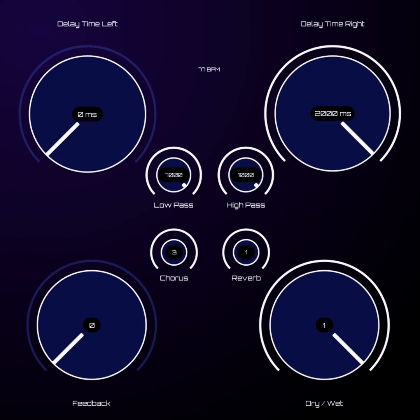 Delay Time Left
Delay Time Right
77 BPM
0 ms
2000 ms
1000
Low Pass
High Pass
3
1
Chorus
Reverb
0
1
Feedback
Dry / Wet